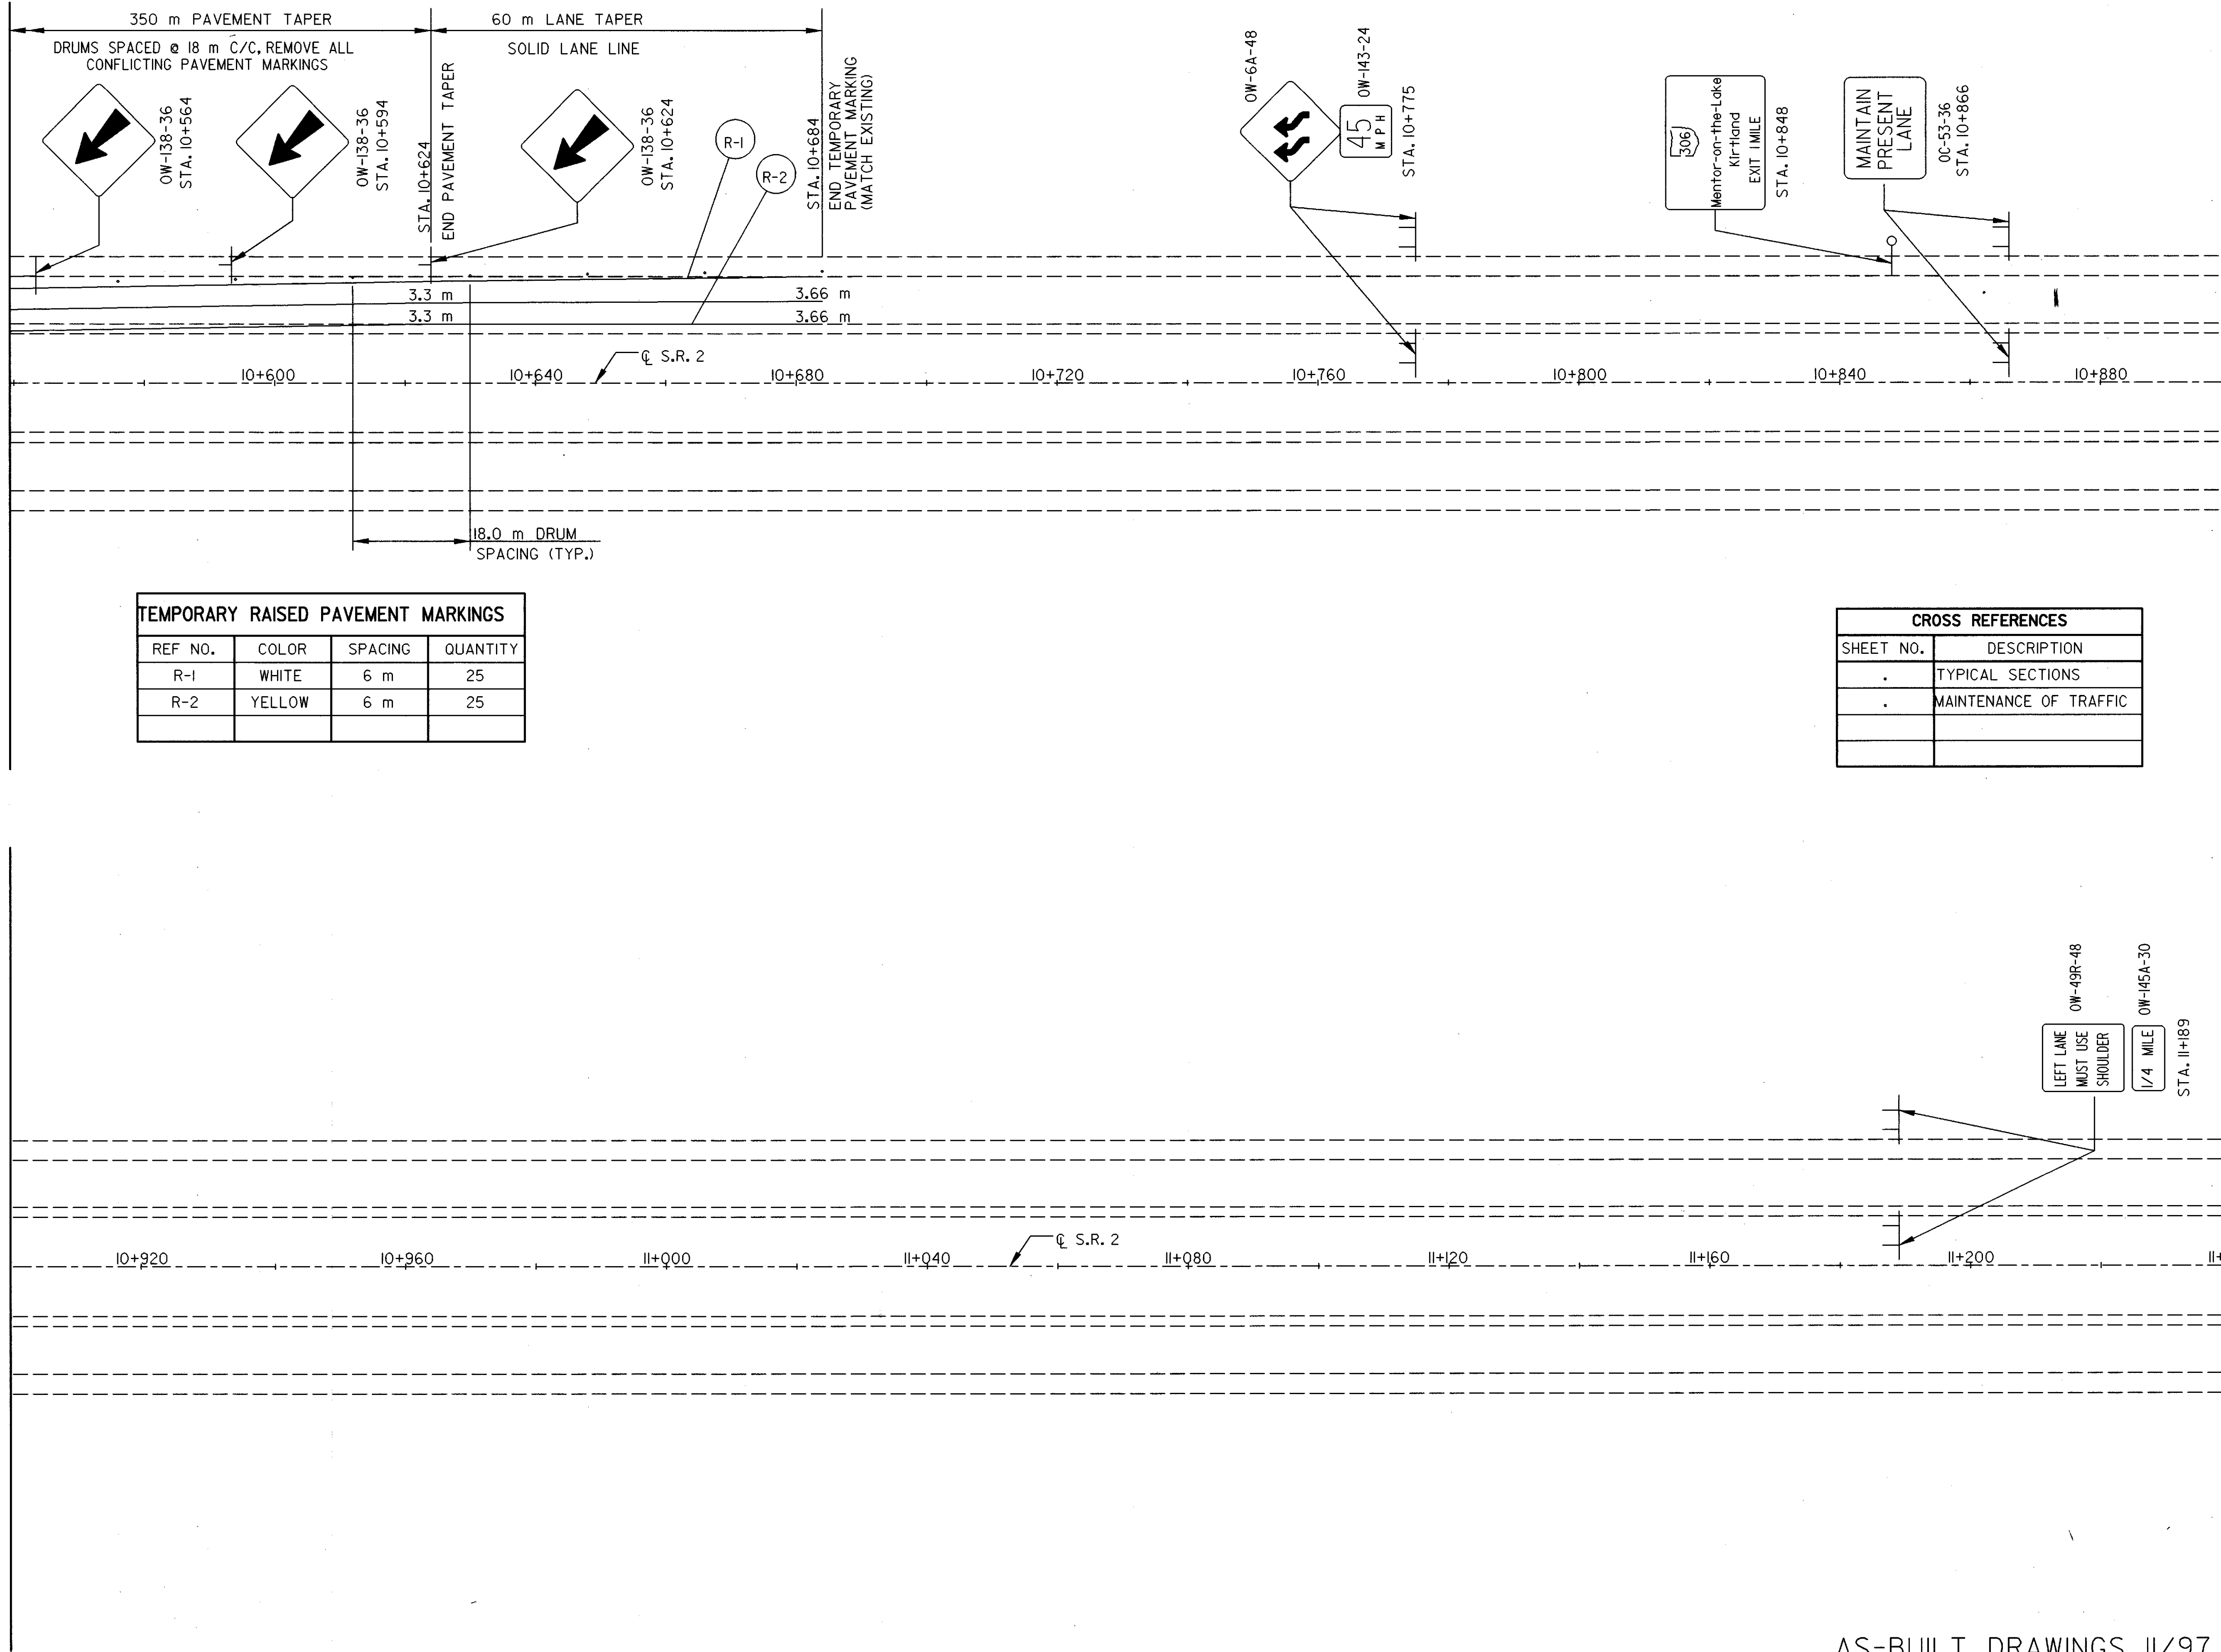 350 m PAVEMENT TAPER
60 m LANE TAPER
DRUMS SPACED @ 18 m C/C, REMOVE ALL
CONFLICTING PAVEMENT MARKINGS
SOLID LANE LINE
OW-138-36
STA. 10+564
OW-138-36
STA. 10+594
STA. 10+624
END PAVEMENT TAPER
OW-138-36
STA. 10+624
R-1
R-2
STA. 10+684
END TEMPORARY
PAVEMENT MARKING
(MATCH EXISTING)
OW-6A-48
45
MPH
OW-143-24
STA. 10+775
306
Mentor-on-the-Lake
Kirtland
EXIT 1 MILE
STA. 10+848
MAINTAIN
PRESENT
LANE
OC-53-36
STA. 10+866
3.3 m
3.66 m
3.3 m
3.66 m
℄ S.R. 2
10+600
10+640
10+680
10+720
10+760
10+800
10+840
10+880
18.0 m DRUM
SPACING (TYP.)
TEMPORARY RAISED PAVEMENT MARKINGS
REF NO. COLOR SPACING QUANTITY
R-1 WHITE 6 m 25
R-2 YELLOW 6 m 25
CROSS REFERENCES
SHEET NO. DESCRIPTION
. TYPICAL SECTIONS
. MAINTENANCE OF TRAFFIC
LEFT LANE
MUST USE
SHOULDER
OW-49R-48
1/4 MILE
OW-145A-30
STA. 11+189
℄ S.R. 2
10+920
10+960
11+000
11+040
11+080
11+120
11+160
11+200
11+
AS-BUILT DRAWINGS 11/97